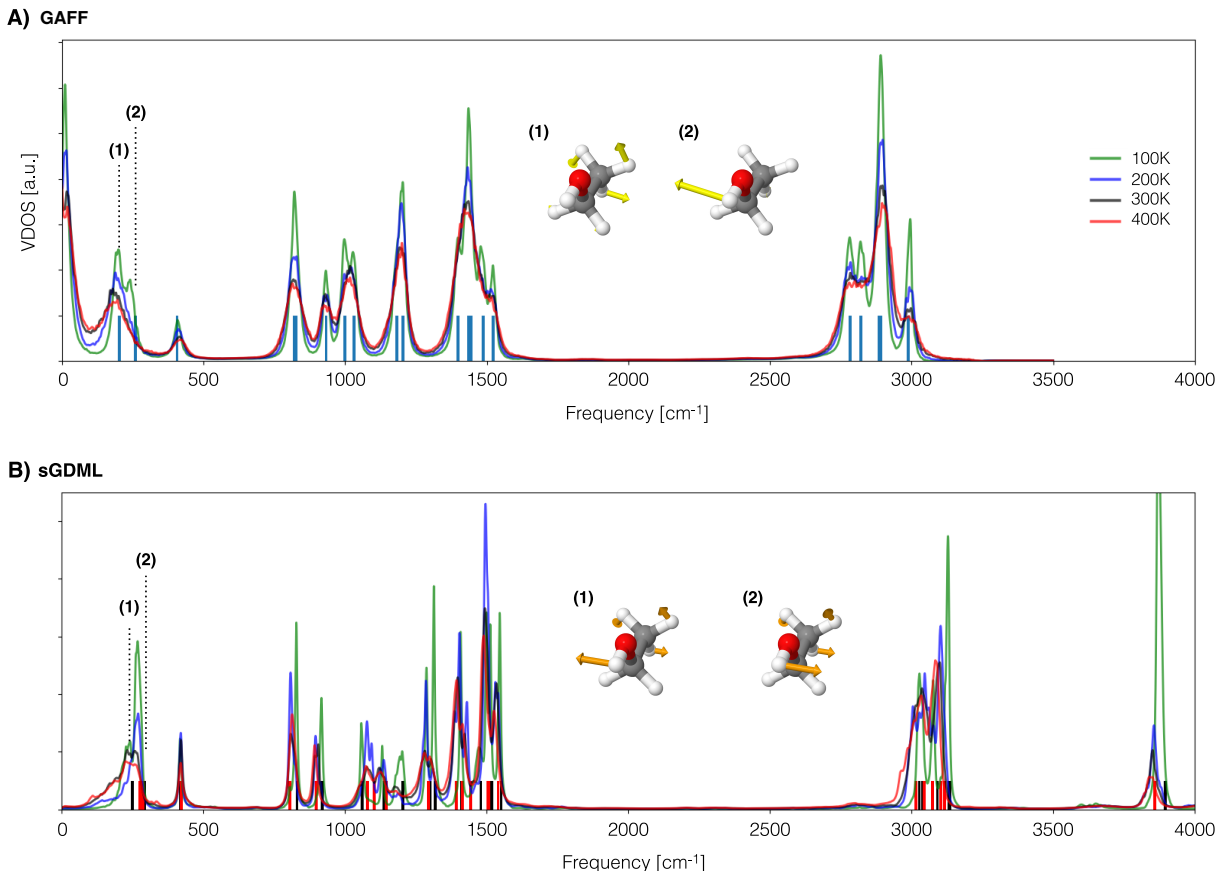 A) GAFF
(2)
(1)
(1)
(2)
VDOS [a.u.]
100K
200K
300K
400K
0 500 1000 1500 2000 2500 3000 3500 4000
Frequency [cm-1]
B) sGDML
(2)
(1)
(1)
(2)
0 500 1000 1500 2000 2500 3000 3500 4000
Frequency [cm-1]